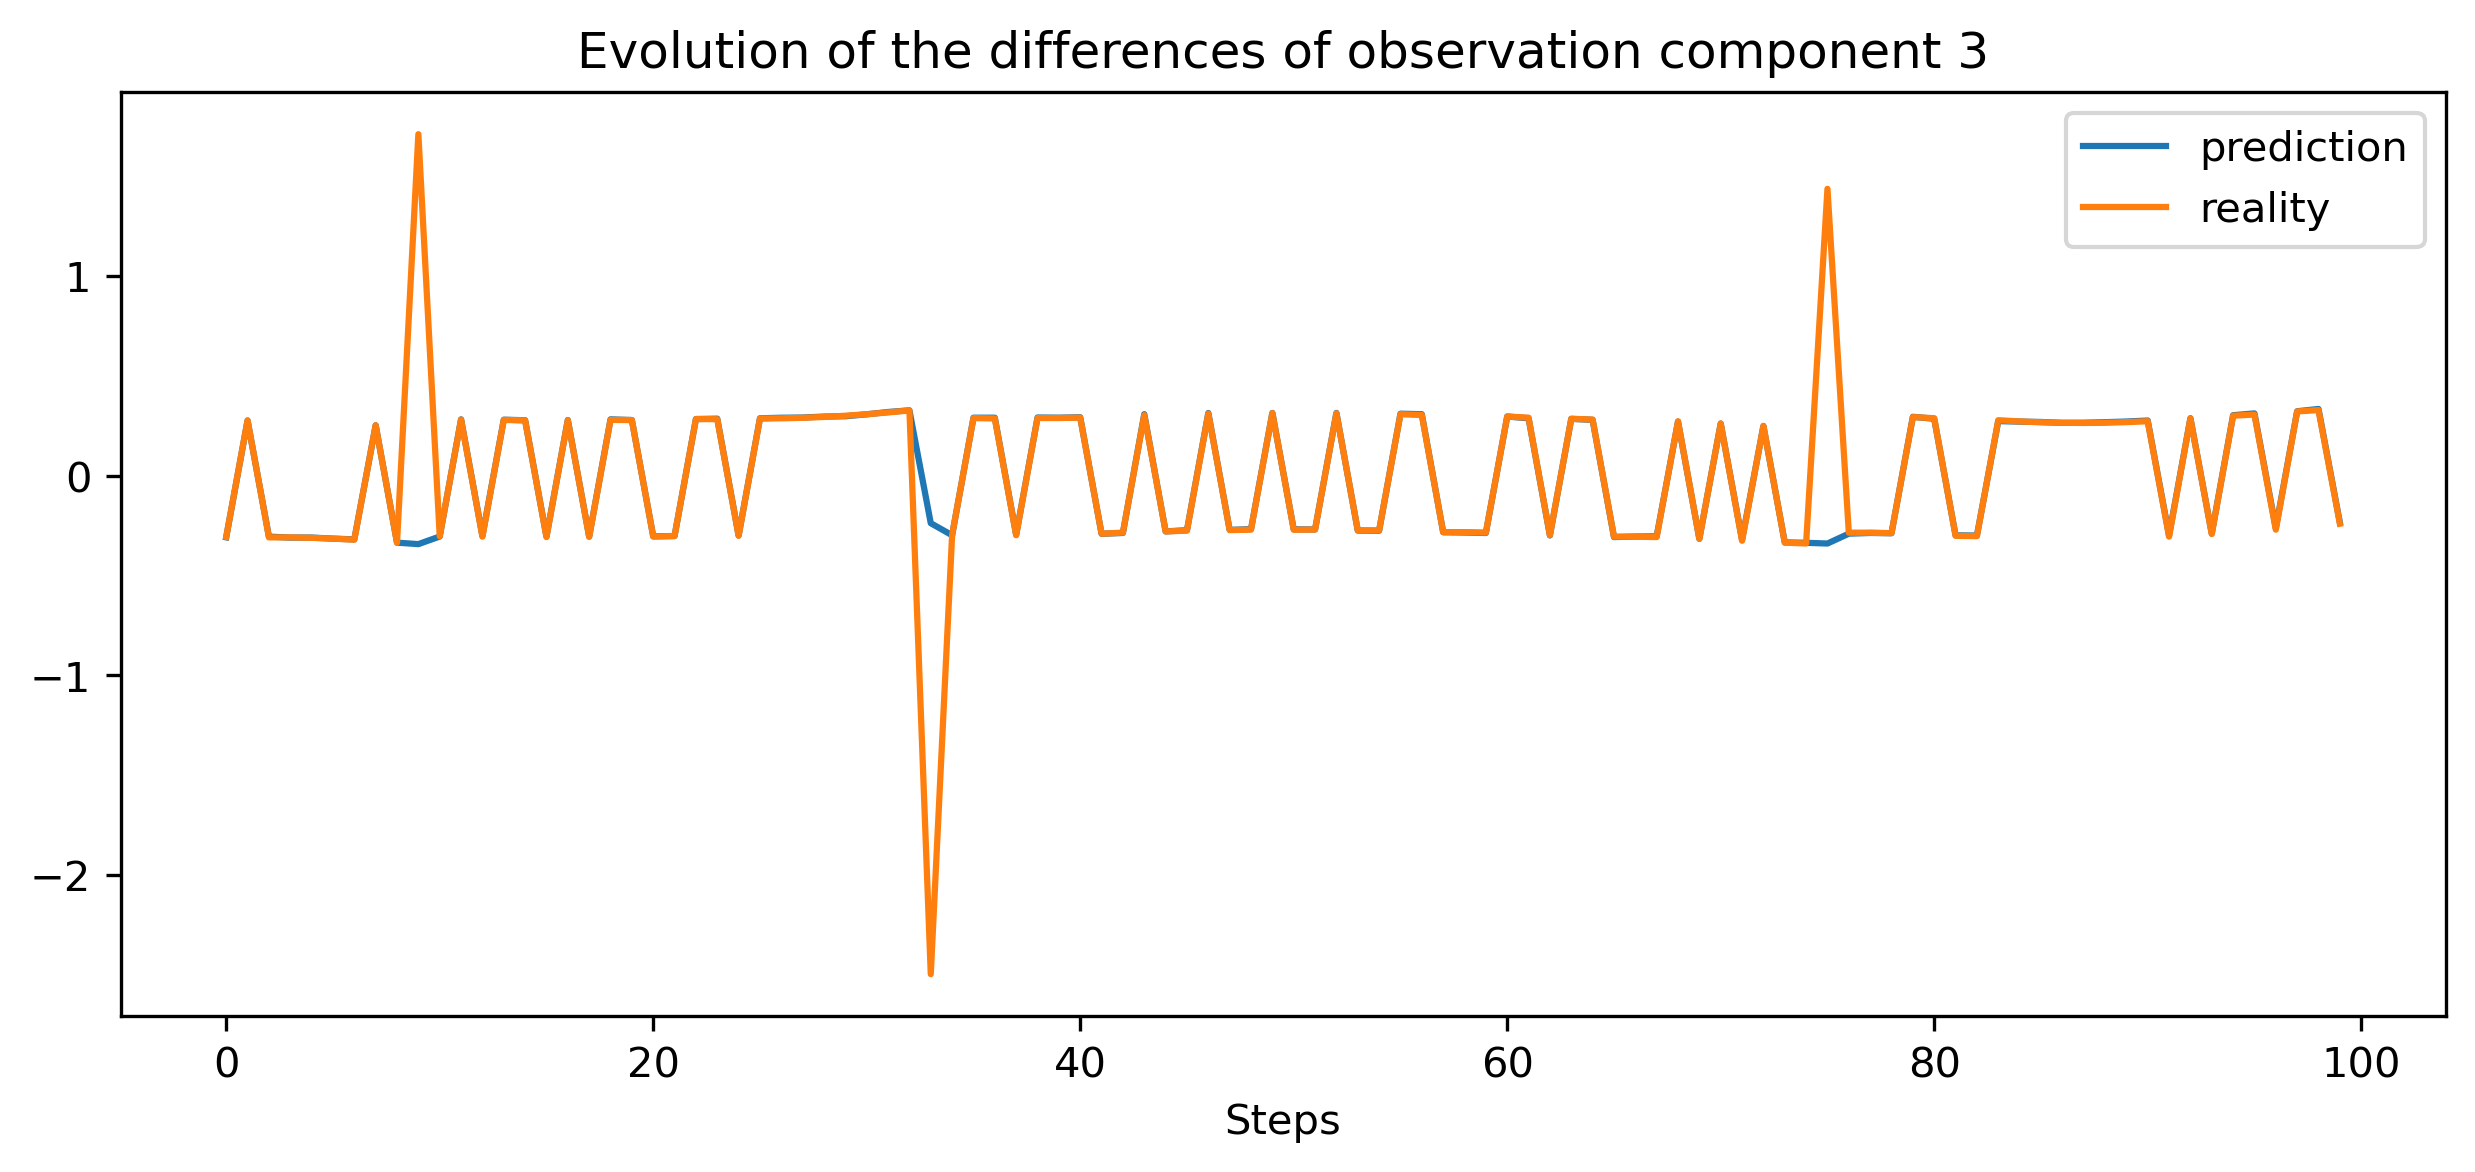 Evolution of the differences of observation component 3
prediction
reality
1
0
−1
−2
0 20 40 60 80 100
Steps